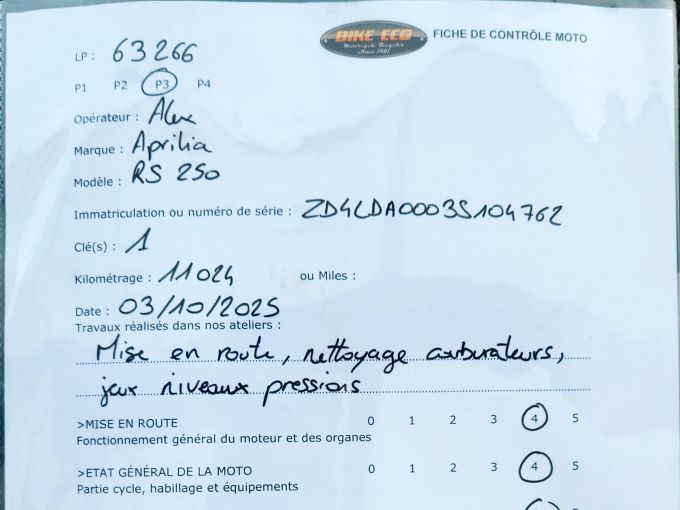 BIKE ECO
Motorcycle Recycler
Since 1981
FICHE DE CONTRÔLE MOTO
LP : 63266
P1 P2 P3 P4
Opérateur : Alex
Marque : Aprilia
Modèle : RS 250
Immatriculation ou numéro de série : ZD4LDA0003S104762
Clé(s) : 1
Kilométrage : 11024 ou Miles :
Date : 03/10/2025
Travaux réalisés dans nos ateliers :
Mise en route, nettoyage carburateurs,
jeux niveaux pressions
>MISE EN ROUTE 0 1 2 3 4 5
Fonctionnement général du moteur et des organes
>ETAT GÉNÉRAL DE LA MOTO 0 1 2 3 4 5
Partie cycle, habillage et équipements